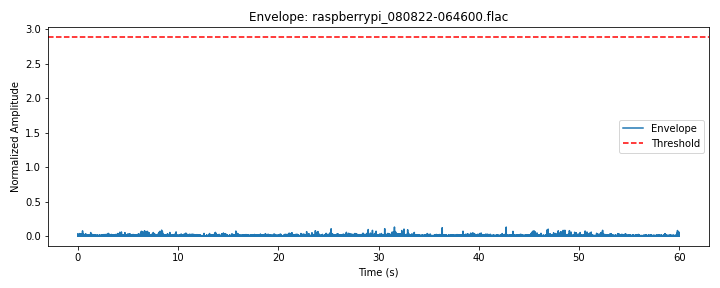 Envelope: raspberrypi_080822-064600.flac
3.0
2.5
2.0
1.5
1.0
0.5
0.0
Normalized Amplitude
Envelope
Threshold
0 10 20 30 40 50 60
Time (s)